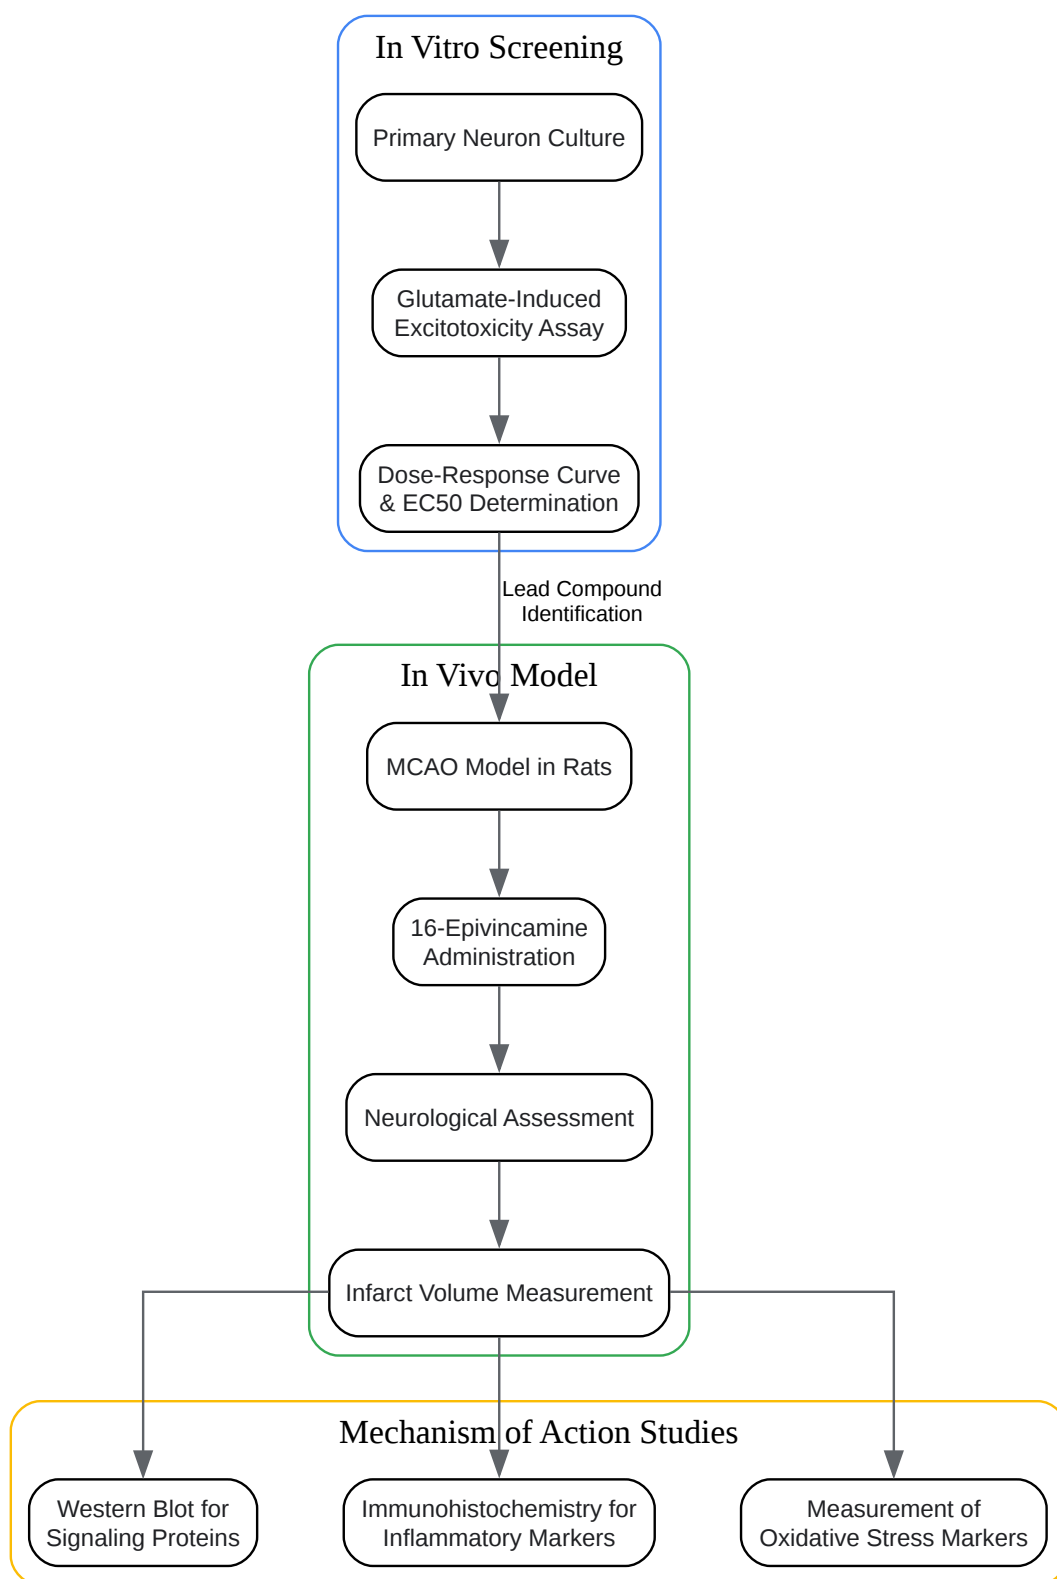 In Vitro Screening
Primary Neuron Culture
Glutamate-Induced
Excitotoxicity Assay
Dose-Response Curve
& EC50 Determination
Lead Compound
Identification
In Vivo Model
MCAO Model in Rats
16-Epivincamine
Administration
Neurological Assessment
Infarct Volume Measurement
Mechanism of Action Studies
Western Blot for
Signaling Proteins
Immunohistochemistry for
Inflammatory Markers
Measurement of
Oxidative Stress Markers